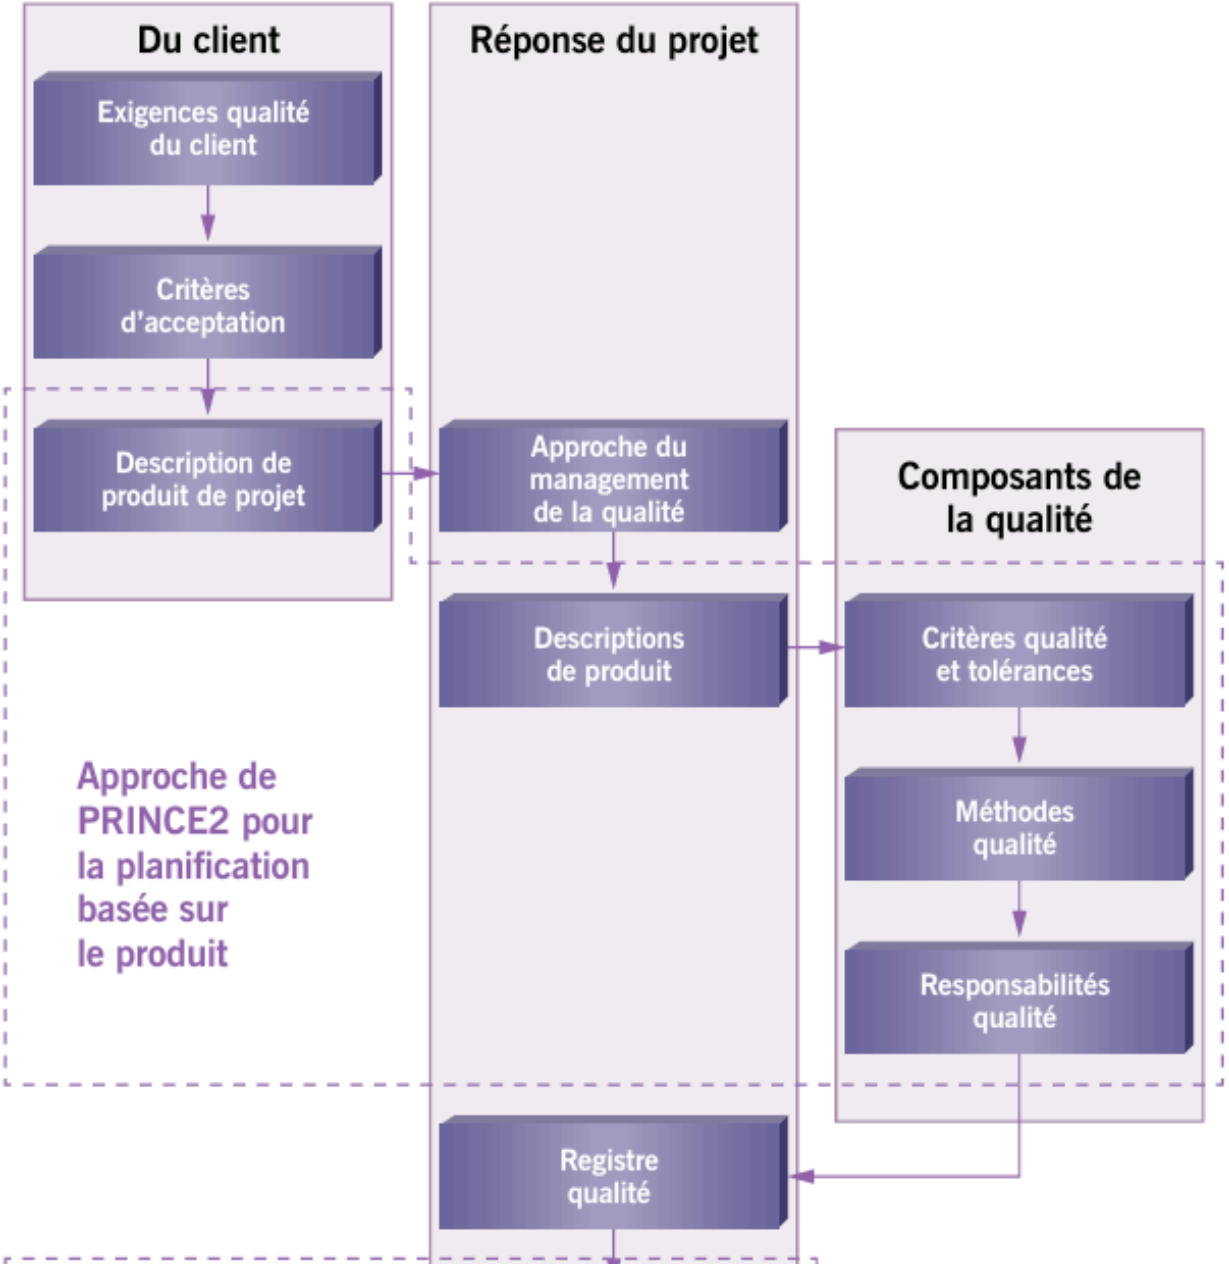 Du client
Exigences qualité
du client
Critères
d'acceptation
Description de
produit de projet
Réponse du projet
Approche du
management
de la qualité
Descriptions
de produit
Composants de
la qualité
Critères qualité
et tolérances
Méthodes
qualité
Responsabilités
qualité
Registre
qualité
Approche de
PRINCE2 pour
la planification
basée sur
le produit